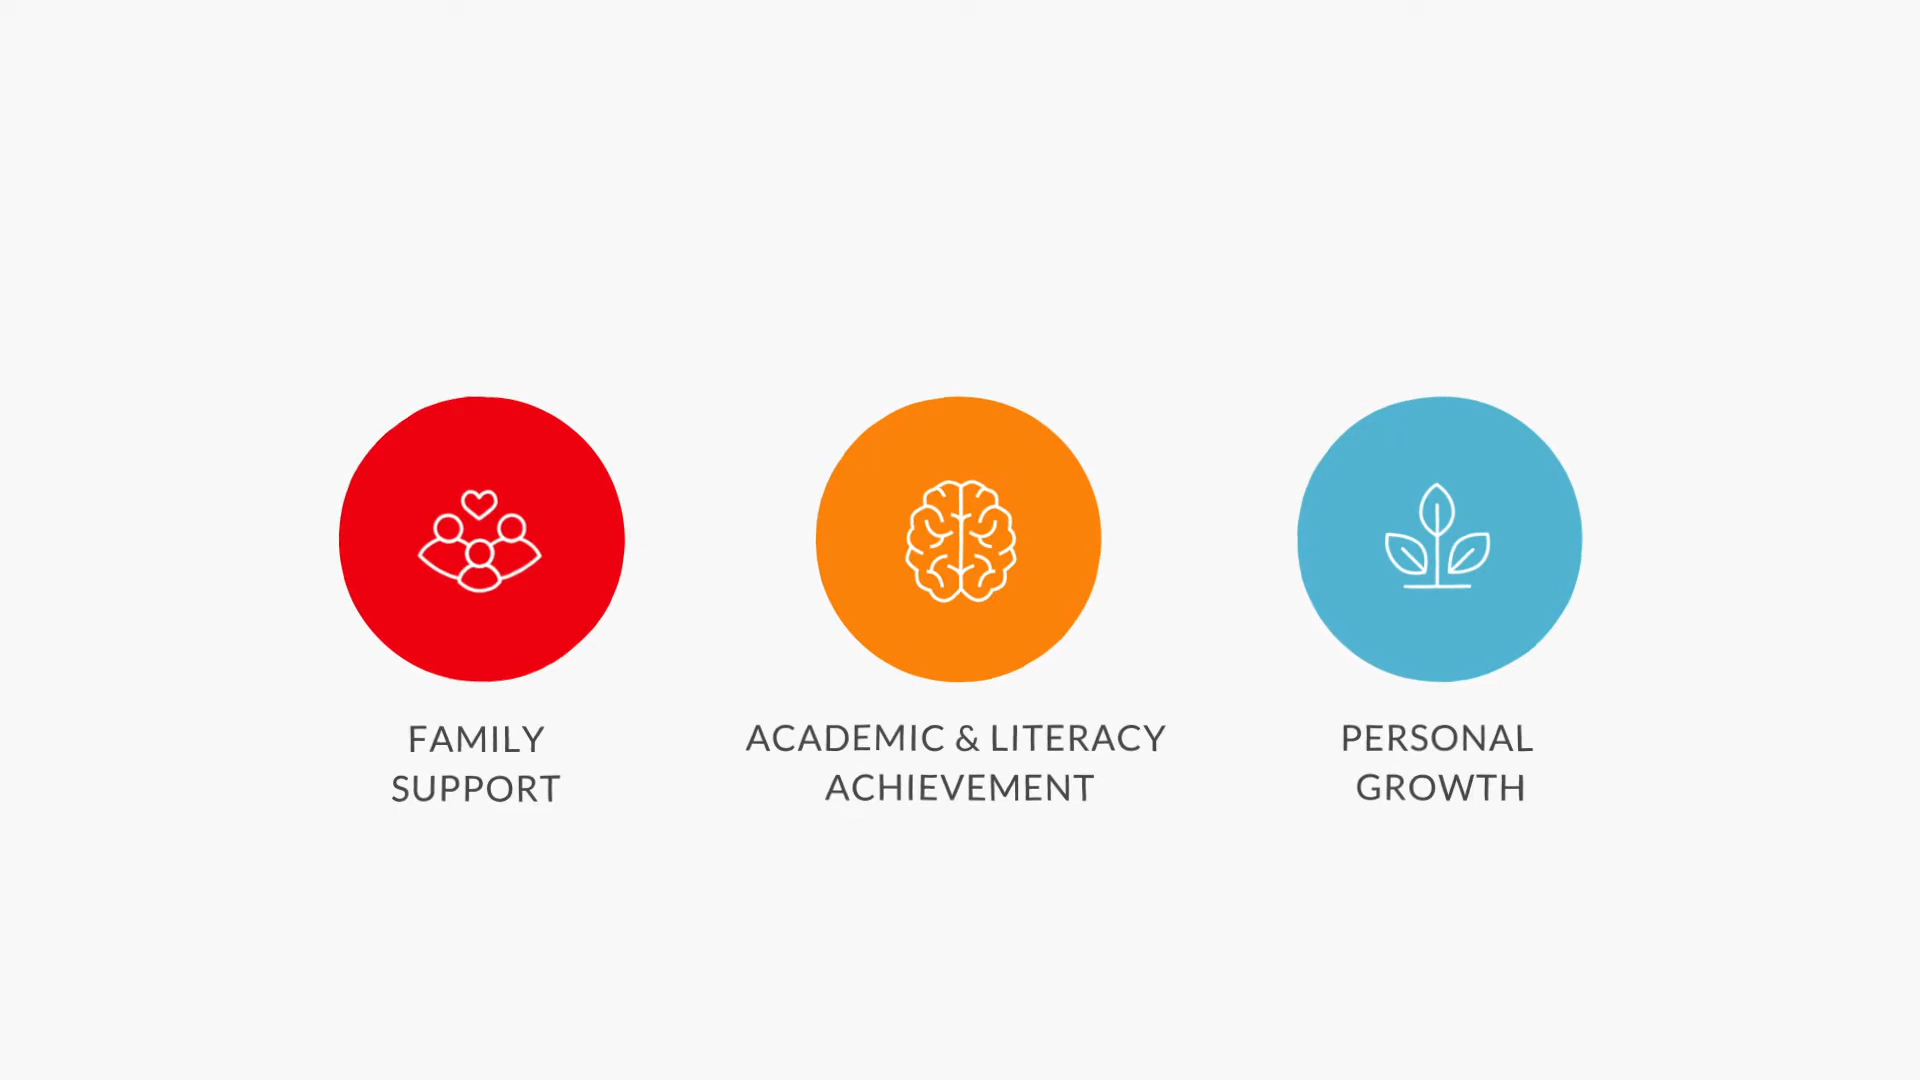 FAMILY
SUPPORT
ACADEMIC & LITERACY
ACHIEVEMENT
PERSONAL
GROWTH